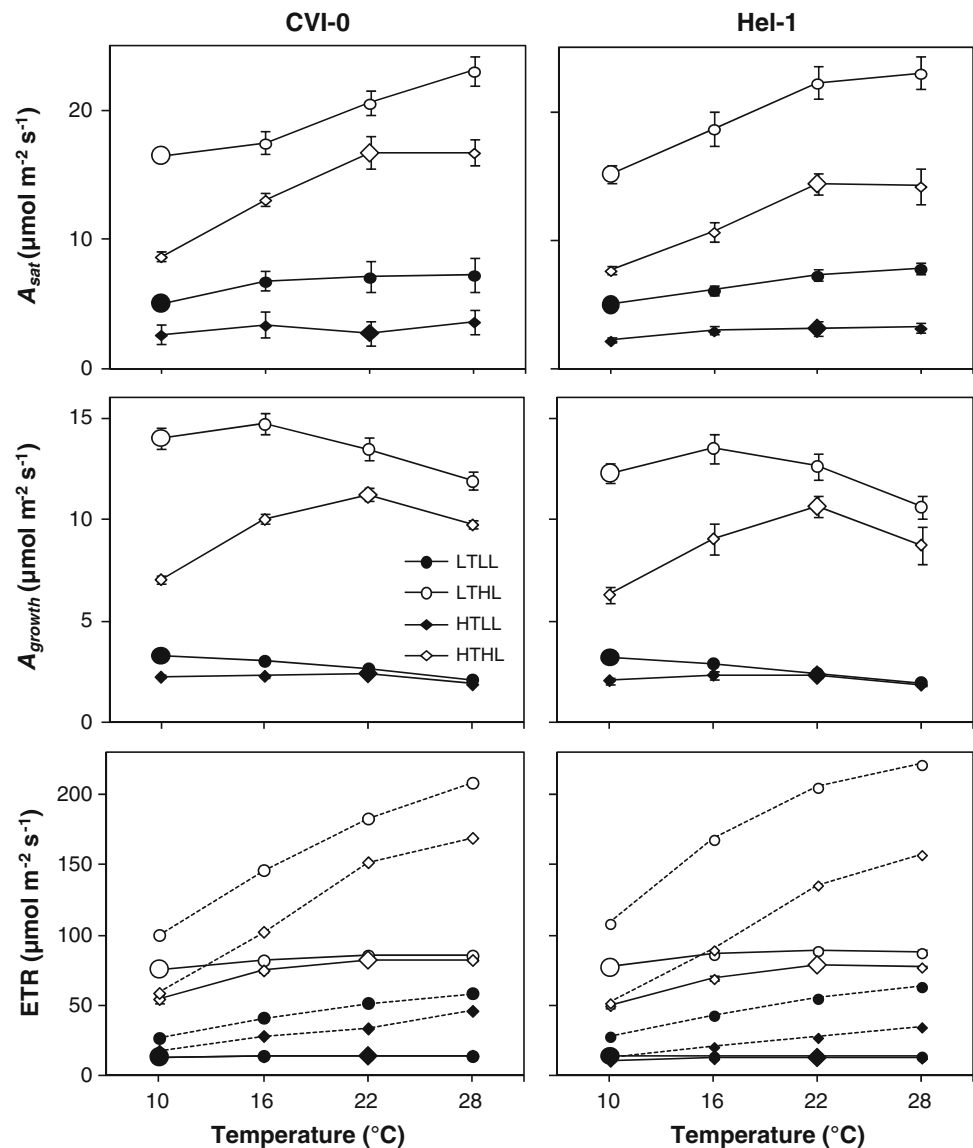 CVI-0
Hel-1
A_sat (µmol m⁻² s⁻¹)
20
10
0
A_growth (µmol m⁻² s⁻¹)
15
10
5
0
LTLL
LTHL
HTLL
HTHL
ETR (µmol m⁻² s⁻¹)
200
150
100
50
0
10 16 22 28
10 16 22 28
Temperature (°C)
Temperature (°C)